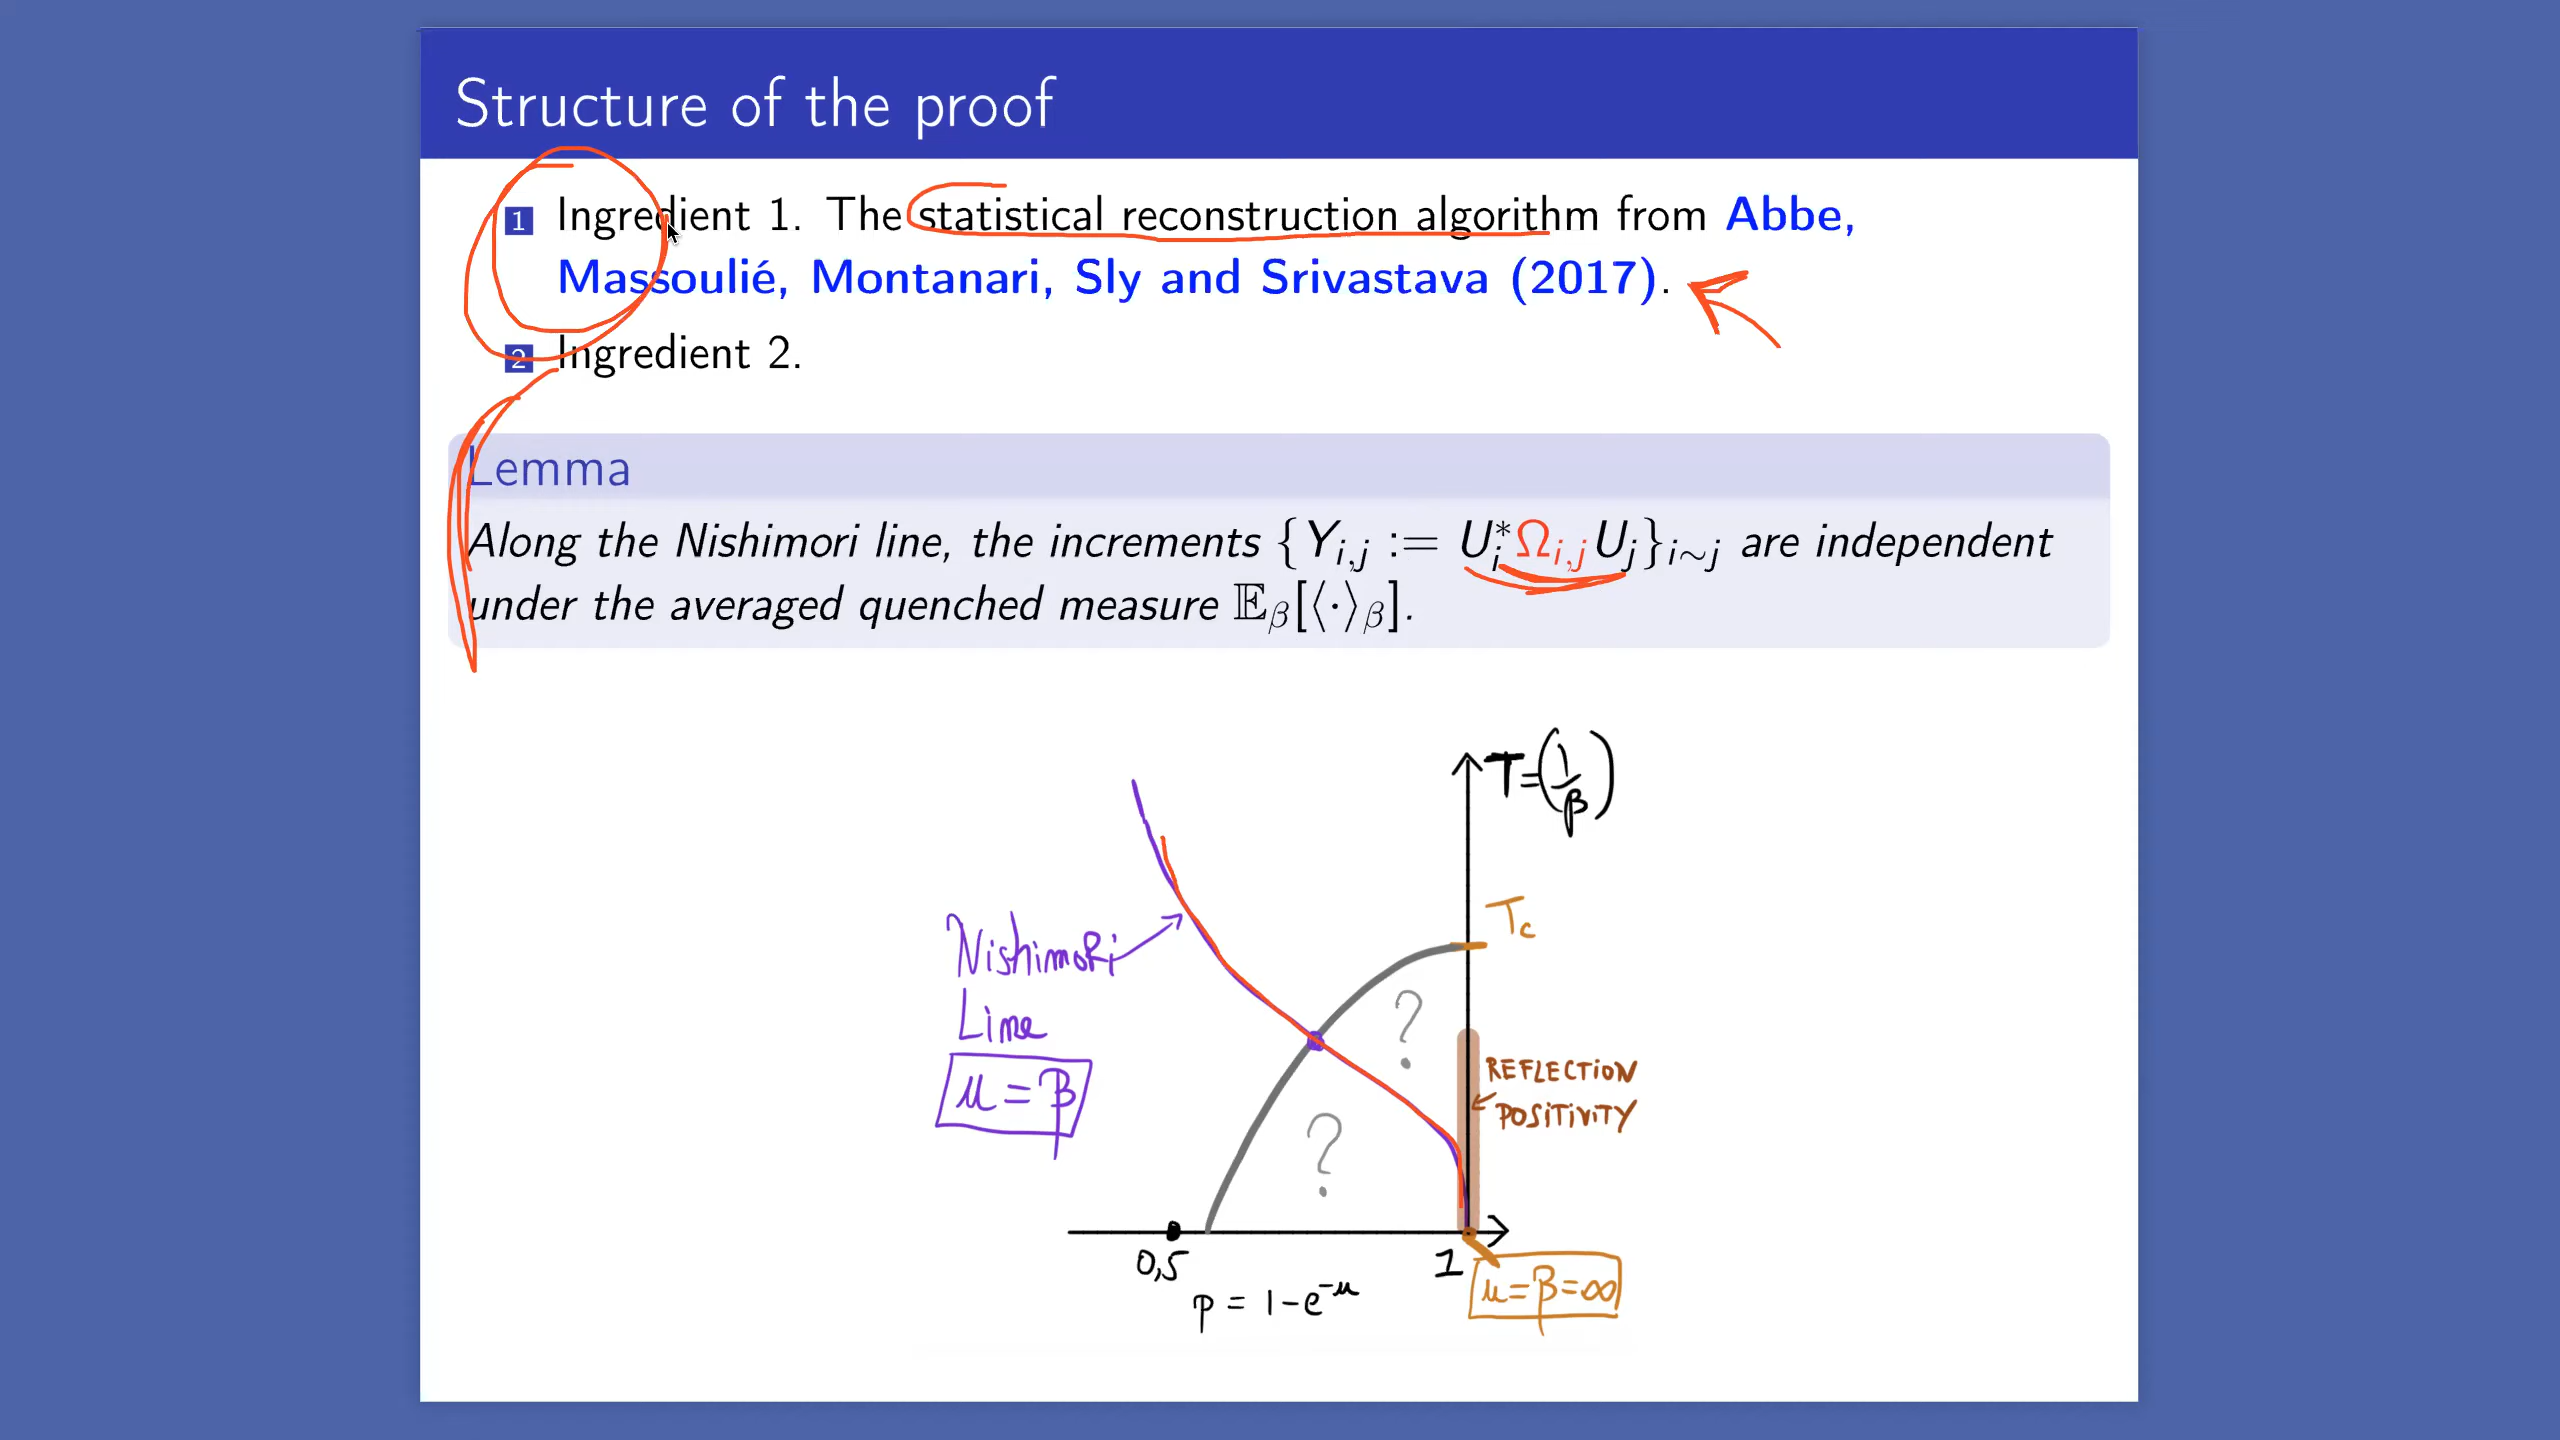 Structure of the proof
1 Ingredient 1. The statistical reconstruction algorithm from Abbe,
Massoulié, Montanari, Sly and Srivastava (2017).
2 Ingredient 2.
Lemma
Along the Nishimori line, the increments {Y_{i,j} := U_i^* Ω_{i,j} U_j}_{i∼j} are independent
under the averaged quenched measure 𝔼_β[⟨·⟩_β].
T=(1/β)
Tc
Nishimori
Line
μ=β
?
?
REFLECTION
POSITIVITY
0,5
1
μ=β=∞
p = 1-e^{-μ}